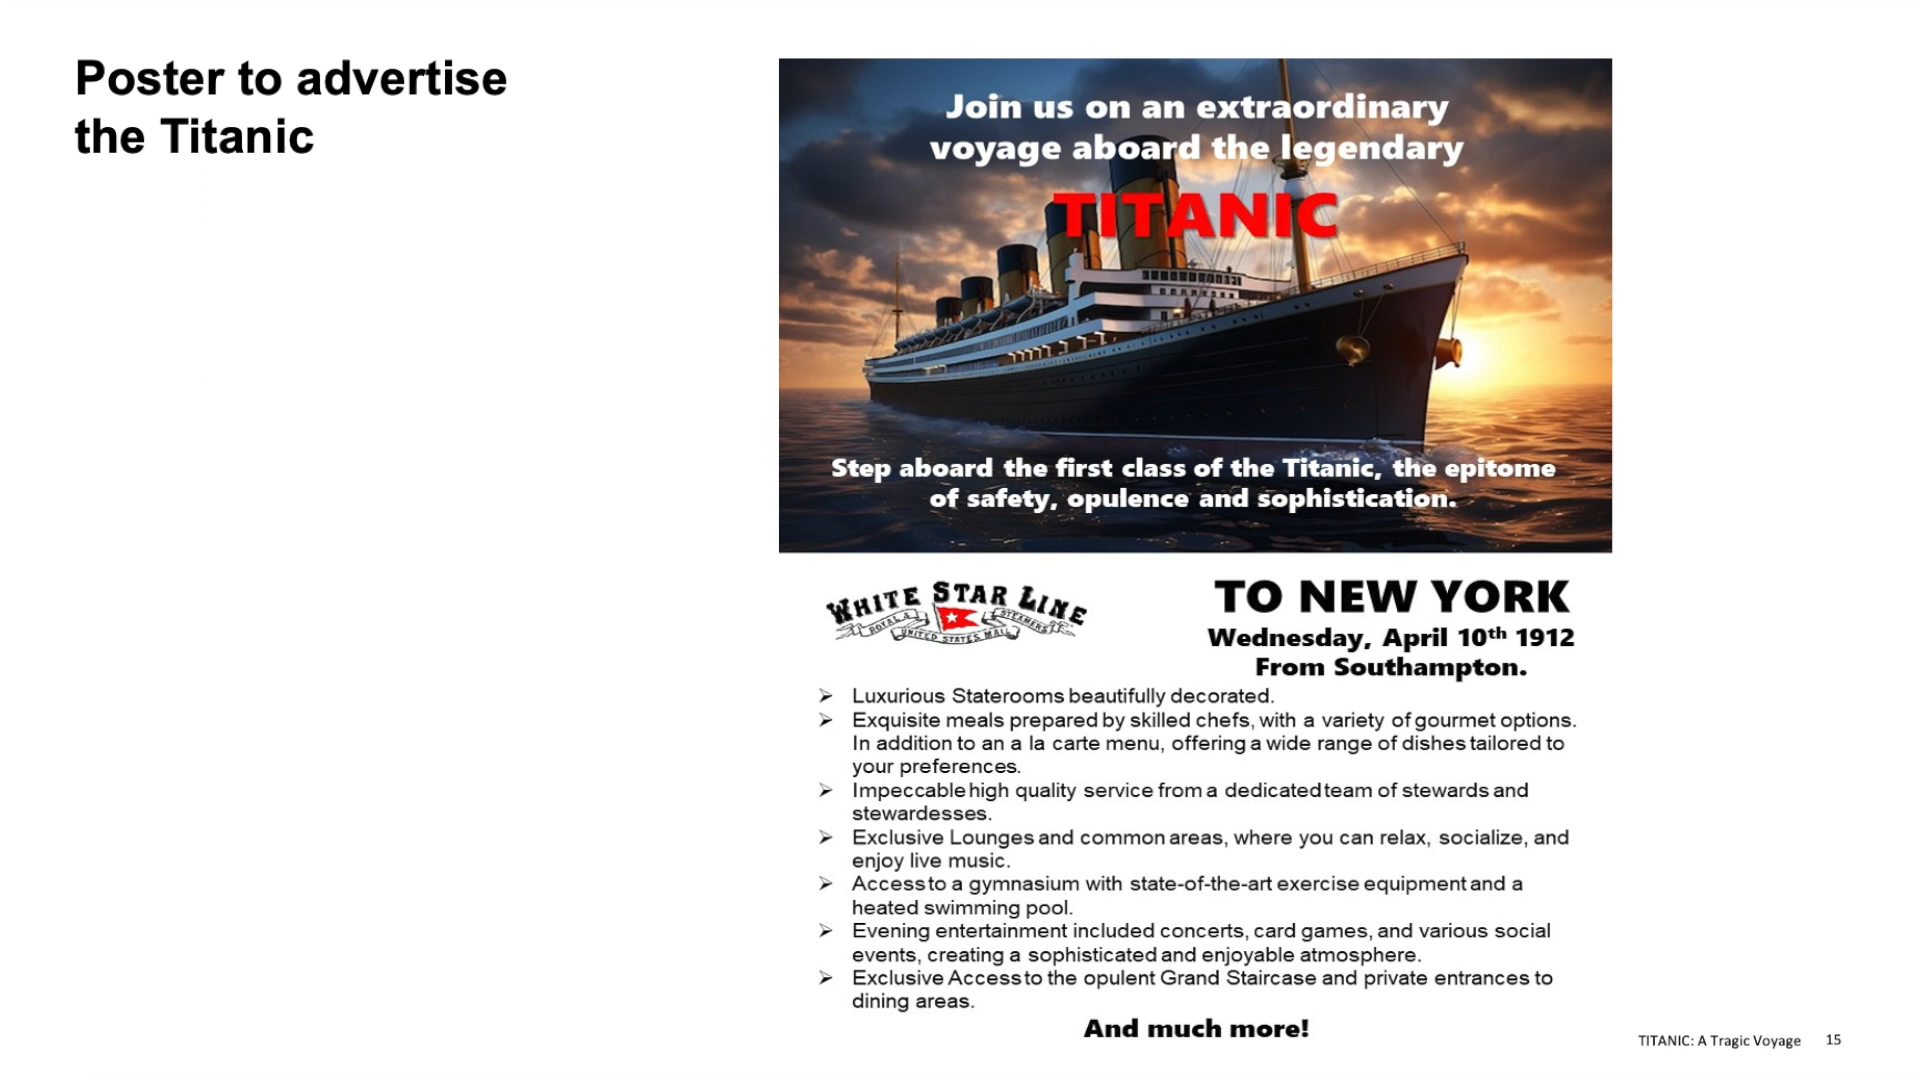 Poster to advertise
the Titanic
Join us on an extraordinary
voyage aboard the legendary
TITANIC
Step aboard the first class of the Titanic, the epitome
of safety, opulence and sophistication.
WHITE STAR LINE
ROYAL & UNITED STATES MAIL STEAMERS
TO NEW YORK
Wednesday, April 10th 1912
From Southampton.
➢ Luxurious Staterooms beautifully decorated.
➢ Exquisite meals prepared by skilled chefs, with a variety of gourmet options.
In addition to an a la carte menu, offering a wide range of dishes tailored to
your preferences.
➢ Impeccable high quality service from a dedicated team of stewards and
stewardesses.
➢ Exclusive Lounges and common areas, where you can relax, socialize, and
enjoy live music.
➢ Access to a gymnasium with state-of-the-art exercise equipment and a
heated swimming pool.
➢ Evening entertainment included concerts, card games, and various social
events, creating a sophisticated and enjoyable atmosphere.
➢ Exclusive Access to the opulent Grand Staircase and private entrances to
dining areas.
And much more!
TITANIC: A Tragic Voyage 15